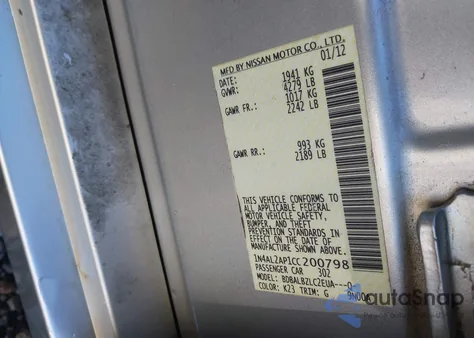 MFD BY NISSAN MOTOR CO., LTD.
DATE: 01/12
GVWR: 1941 KG
4279 LB
GAWR FR.: 1017 KG
2242 LB
GAWR RR.: 993 KG
2189 LB
THIS VEHICLE CONFORMS TO
ALL APPLICABLE FEDERAL
MOTOR VEHICLE SAFETY,
BUMPER, AND THEFT
PREVENTION STANDARDS
IN EFFECT ON THE DATE OF
MANUFACTURE SHOWN ABOVE.
1N4AL2AP1CC200798
PASSENGER CAR 302
MODEL: BDBALBZLC2EUA---Q
COLOR: K23 TRIM: G
autoSnap